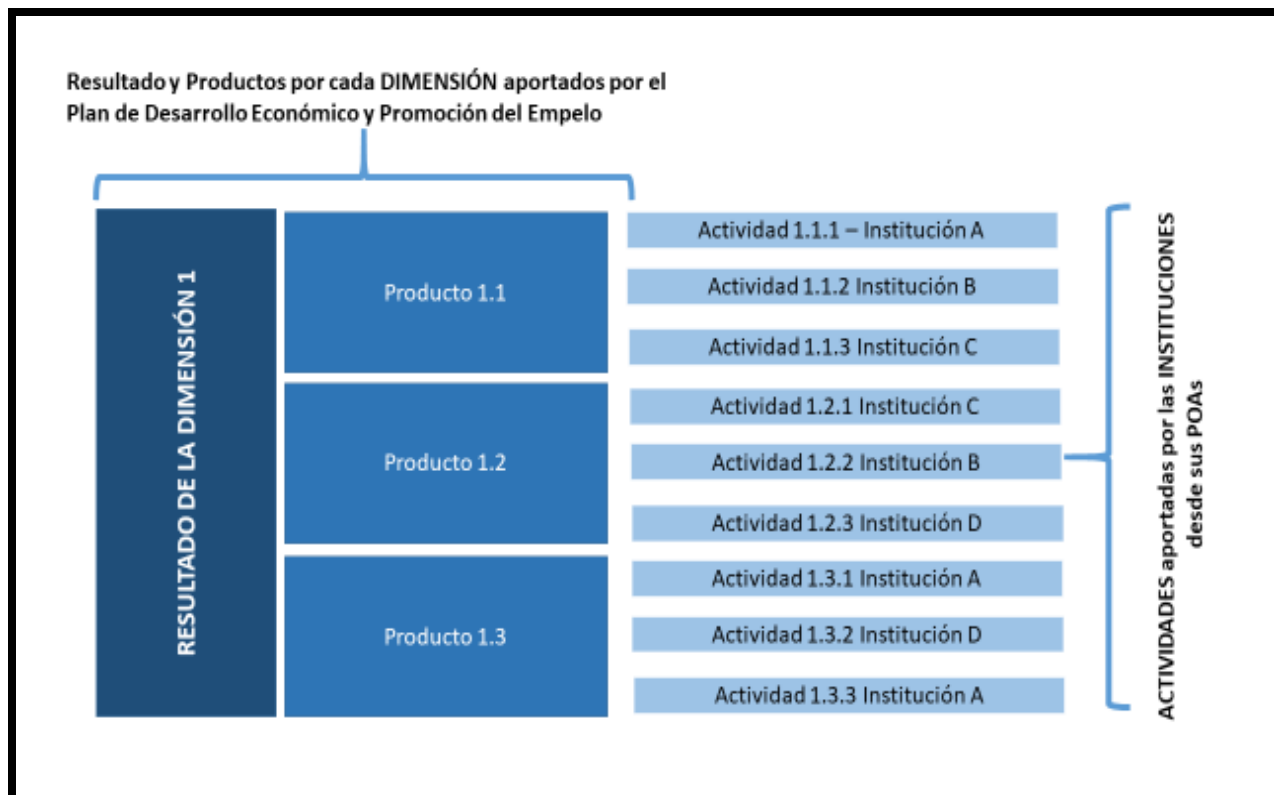 Resultado y Productos por cada DIMENSIÓN aportados por el
Plan de Desarrollo Económico y Promoción del Empelo
RESULTADO DE LA DIMENSIÓN 1
Producto 1.1
Actividad 1.1.1 – Institución A
Actividad 1.1.2 Institución B
Actividad 1.1.3 Institución C
Producto 1.2
Actividad 1.2.1 Institución C
Actividad 1.2.2 Institución B
Actividad 1.2.3 Institución D
Producto 1.3
Actividad 1.3.1 Institución A
Actividad 1.3.2 Institución D
Actividad 1.3.3 Institución A
ACTIVIDADES aportadas por las INSTITUCIONES
desde sus POAs